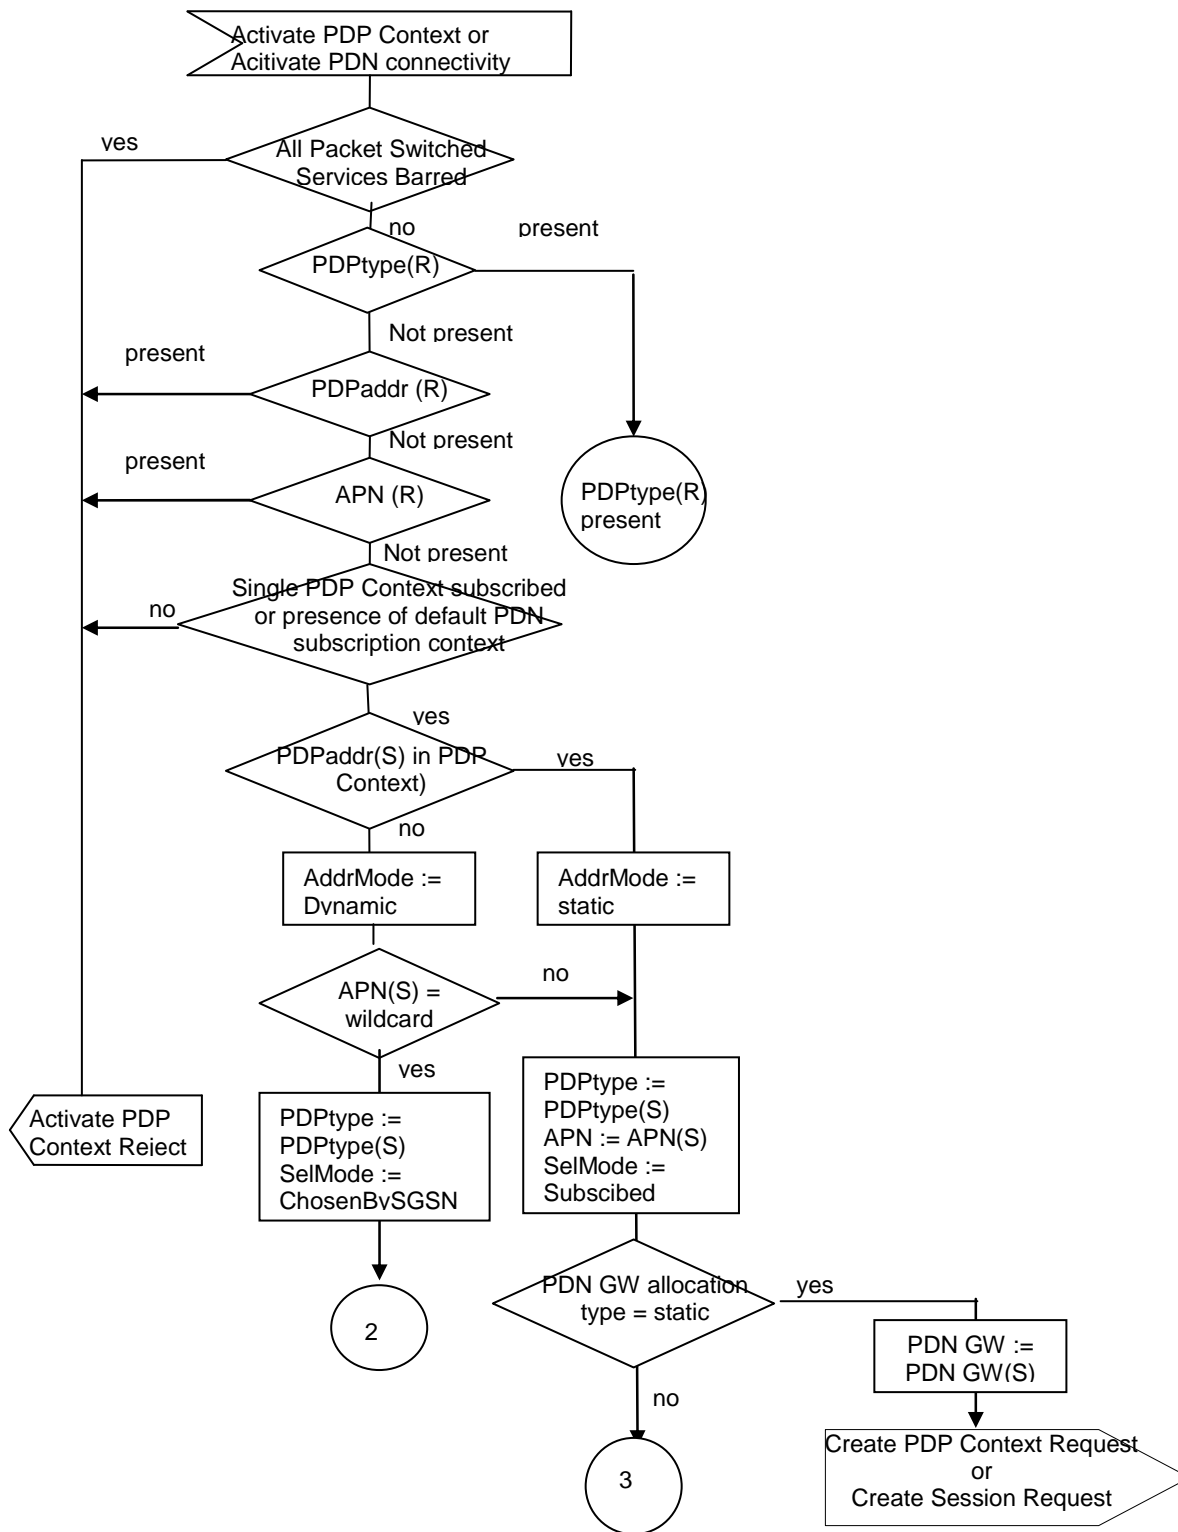 Activate PDP Context or
Acitivate PDN connectivity
yes
All Packet Switched
Services Barred
no
present
PDPtype(R)
Not present
present
PDPaddr (R)
Not present
present
APN (R)
PDPtype(R)
present
Not present
Single PDP Context subscribed
or presence of default PDN
subscription context
no
yes
PDPaddr(S) in PDP
Context)
yes
no
AddrMode :=
Dynamic
AddrMode :=
static
no
APN(S) =
wildcard
yes
Activate PDP
Context Reject
PDPtype :=
PDPtype(S)
SelMode :=
ChosenBySGSN
PDPtype :=
PDPtype(S)
APN := APN(S)
SelMode :=
Subscibed
PDN GW allocation
type = static
yes
2
PDN GW :=
PDN GW(S)
no
Create PDP Context Request
or
Create Session Request
3